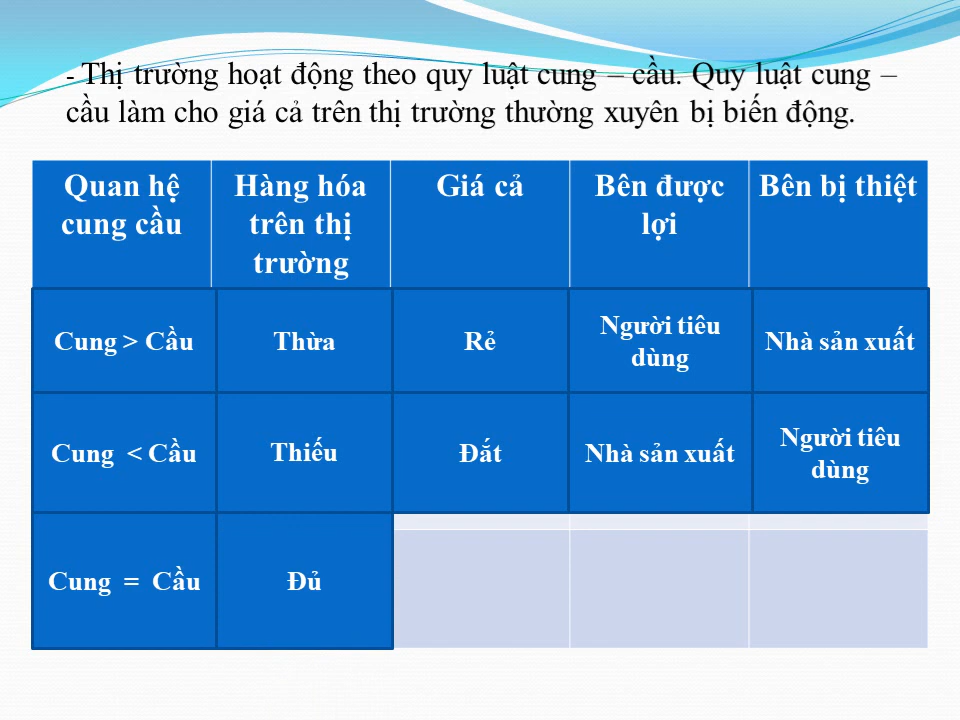 - Thị trường hoạt động theo quy luật cung – cầu. Quy luật cung –
cầu làm cho giá cả trên thị trường thường xuyên bị biến động.
Quan hệ
cung cầu
Hàng hóa
trên thị
trường
Giá cả
Bên được
lợi
Bên bị thiệt
Cung > Cầu
Thừa
Rẻ
Người tiêu
dùng
Nhà sản xuất
Cung < Cầu
Thiếu
Đắt
Nhà sản xuất
Người tiêu
dùng
Cung = Cầu
Đủ